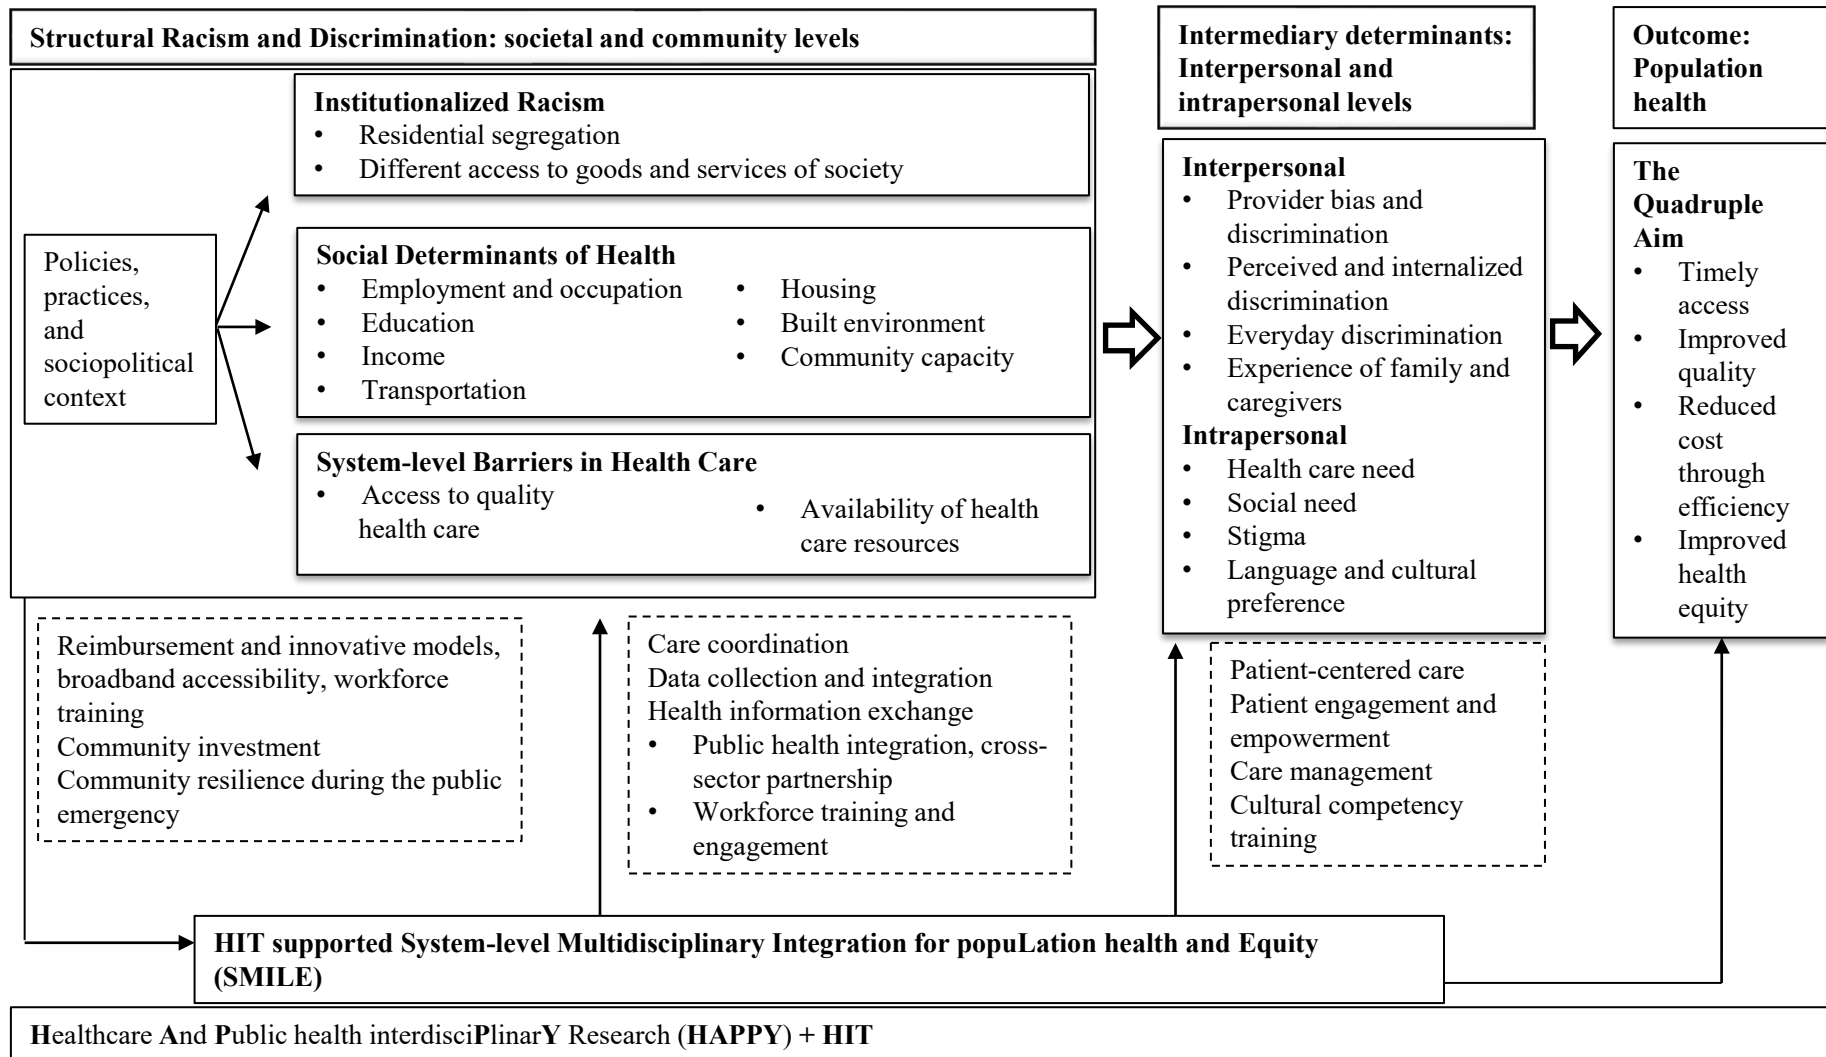 Structural Racism and Discrimination: societal and community levels
Institutionalized Racism
• Residential segregation
• Different access to goods and services of society
Policies,
practices,
and
sociopolitical
context
Social Determinants of Health
• Employment and occupation
• Education
• Income
• Transportation
• Housing
• Built environment
• Community capacity
System-level Barriers in Health Care
• Access to quality
health care
• Availability of health
care resources
Intermediary determinants:
Interpersonal and
intrapersonal levels
Interpersonal
• Provider bias and
discrimination
• Perceived and internalized
discrimination
• Everyday discrimination
• Experience of family and
caregivers
Intrapersonal
• Health care need
• Social need
• Stigma
• Language and cultural
preference
Outcome:
Population
health
The
Quadruple
Aim
• Timely
access
• Improved
quality
• Reduced
cost
through
efficiency
• Improved
health
equity
Reimbursement and innovative models,
broadband accessibility, workforce
training
Community investment
Community resilience during the public
emergency
Care coordination
Data collection and integration
Health information exchange
• Public health integration, cross-
sector partnership
• Workforce training and
engagement
Patient-centered care
Patient engagement and
empowerment
Care management
Cultural competency
training
HIT supported System-level Multidisciplinary Integration for popuLation health and Equity
(SMILE)
Healthcare And Public health interdisciPlinarY Research (HAPPY) + HIT